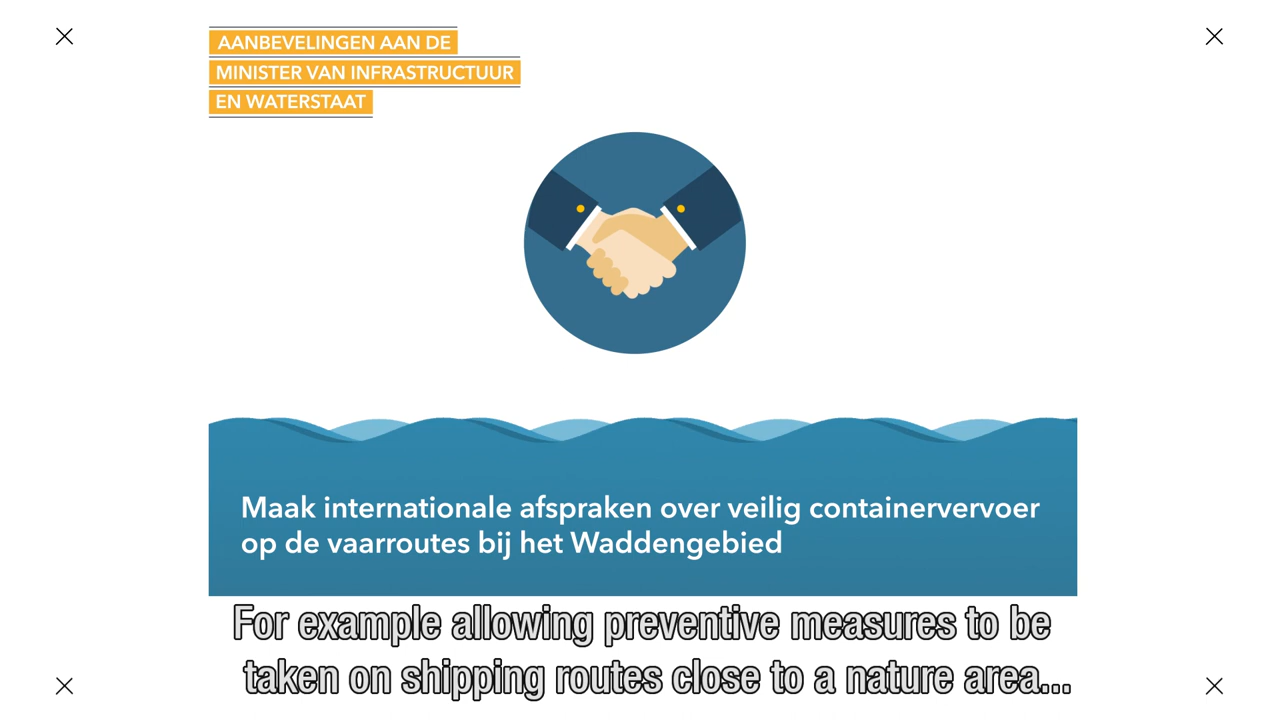 AANBEVELINGEN AAN DE
MINISTER VAN INFRASTRUCTUUR
EN WATERSTAAT
Maak internationale afspraken over veilig containervervoer
op de vaarroutes bij het Waddengebied
For example allowing preventive measures to be
taken on shipping routes close to a nature area...